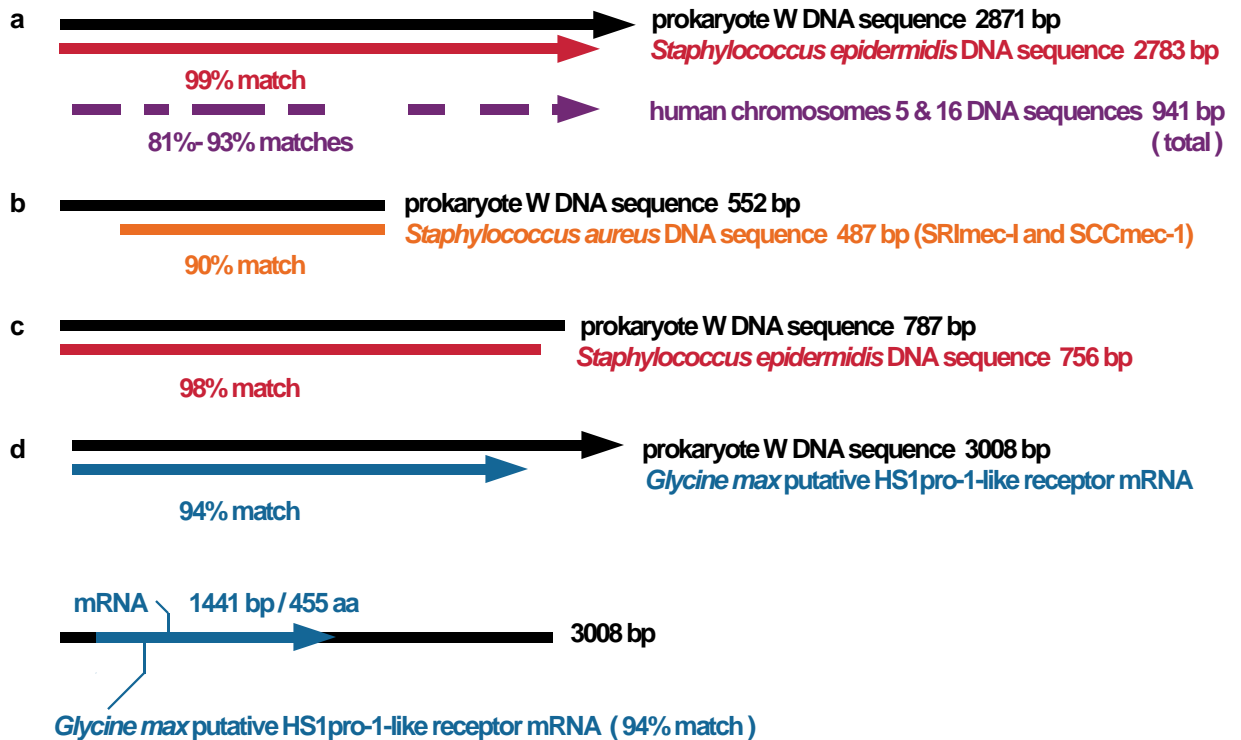 a
prokaryote W DNA sequence 2871 bp
Staphylococcus epidermidis DNA sequence 2783 bp
99% match
human chromosomes 5 & 16 DNA sequences 941 bp
( total )
81%- 93% matches
b
prokaryote W DNA sequence 552 bp
Staphylococcus aureus DNA sequence 487 bp (SRImec-I and SCCmec-1)
90% match
c
prokaryote W DNA sequence 787 bp
Staphylococcus epidermidis DNA sequence 756 bp
98% match
d
prokaryote W DNA sequence 3008 bp
Glycine max putative HS1pro-1-like receptor mRNA
94% match
mRNA 1441 bp / 455 aa
3008 bp
Glycine max putative HS1pro-1-like receptor mRNA ( 94% match )